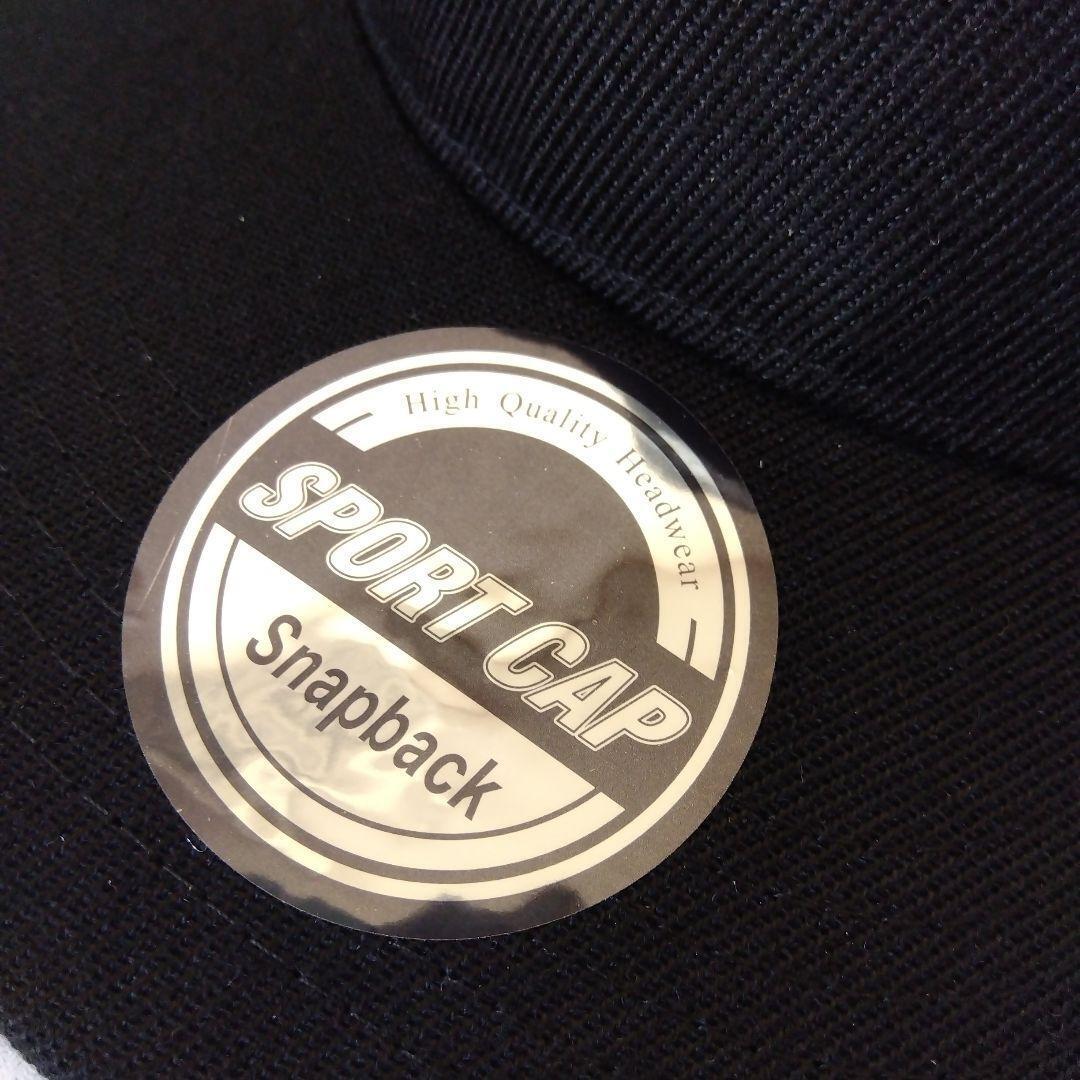 High Quality Headwear
SPORT CAP
Snapback